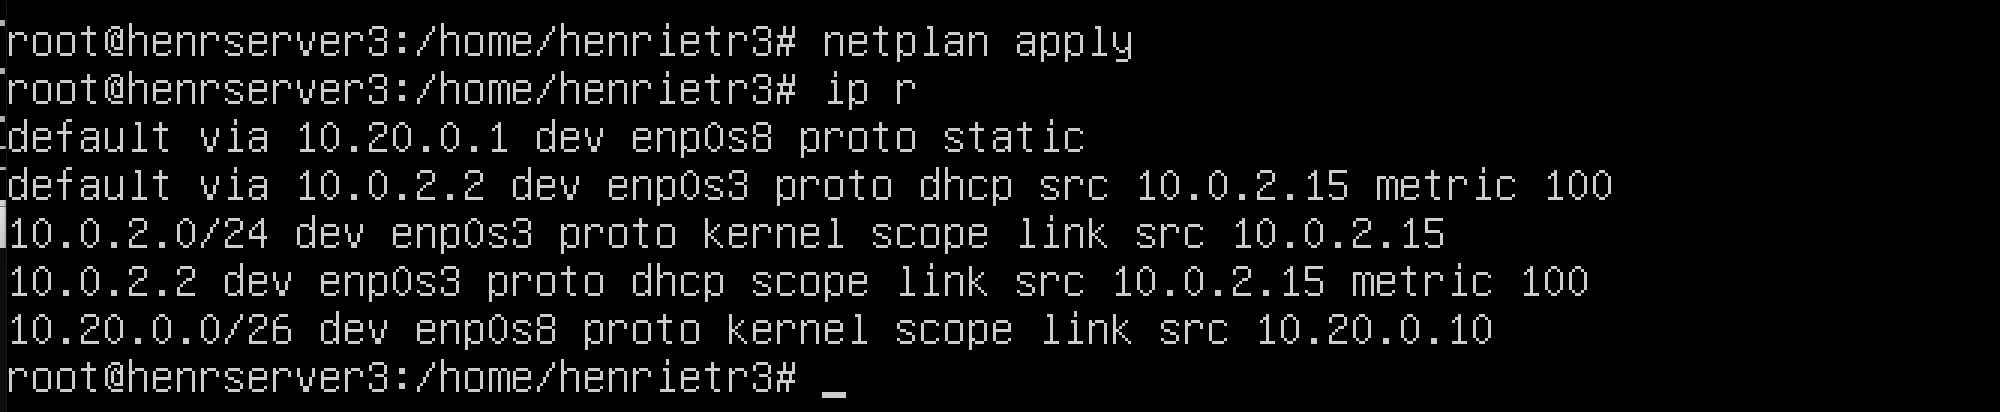 root@henrserver3:/home/henrietr3# netplan apply
root@henrserver3:/home/henrietr3# ip r
default via 10.20.0.1 dev enp0s8 proto static
default via 10.0.2.2 dev enp0s3 proto dhcp src 10.0.2.15 metric 100
10.0.2.0/24 dev enp0s3 proto kernel scope link src 10.0.2.15
10.0.2.2 dev enp0s3 proto dhcp scope link src 10.0.2.15 metric 100
10.20.0.0/26 dev enp0s8 proto kernel scope link src 10.20.0.10
root@henrserver3:/home/henrietr3# _